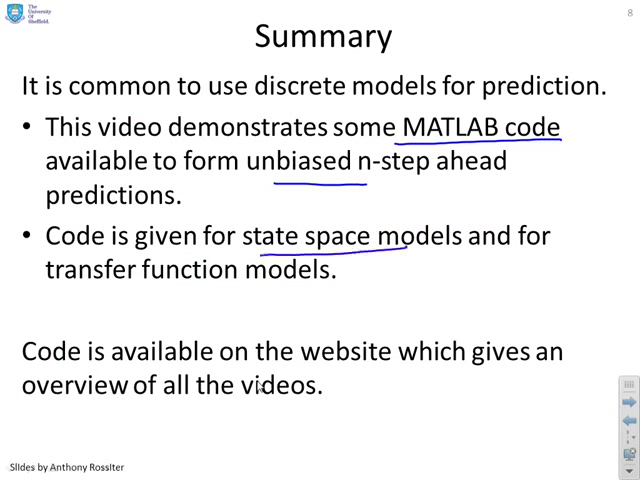 The
University
Of
Sheffield.
8
Summary
It is common to use discrete models for prediction.
• This video demonstrates some MATLAB code
available to form unbiased n-step ahead
predictions.
• Code is given for state space models and for
transfer function models.
Code is available on the website which gives an
overview of all the videos.
Slides by Anthony Rossiter